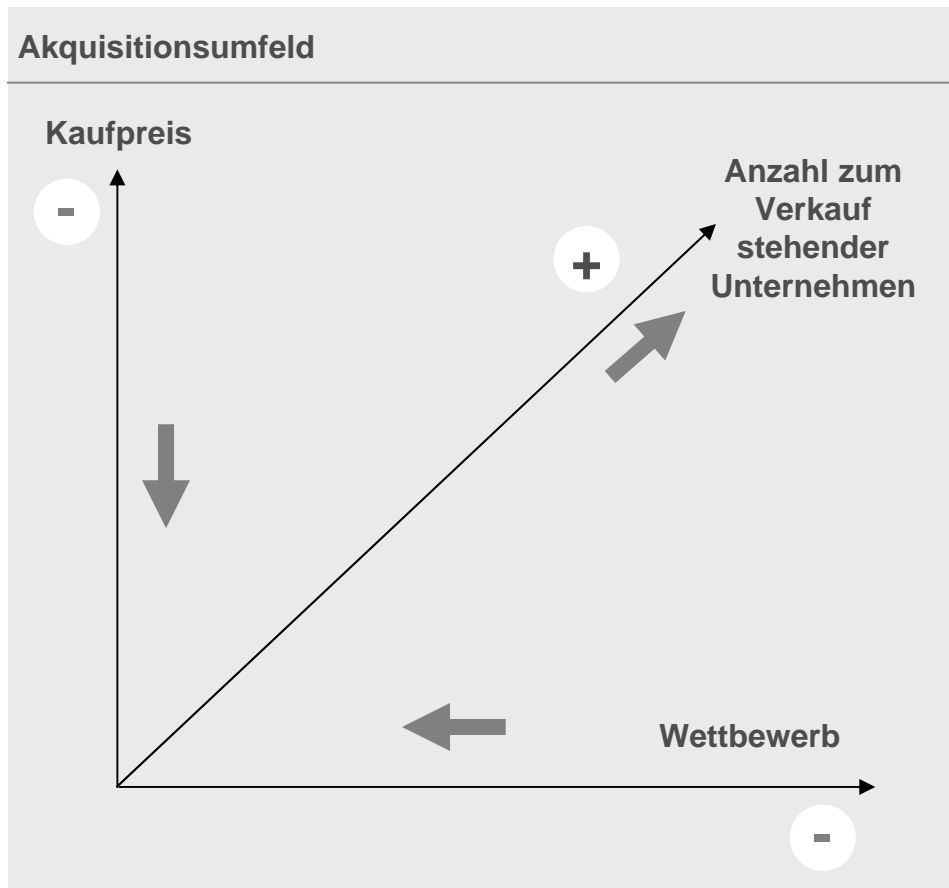 Akquisitionsumfeld
Kaufpreis
-
Anzahl zum
Verkauf
stehender
Unternehmen
+
Wettbewerb
-